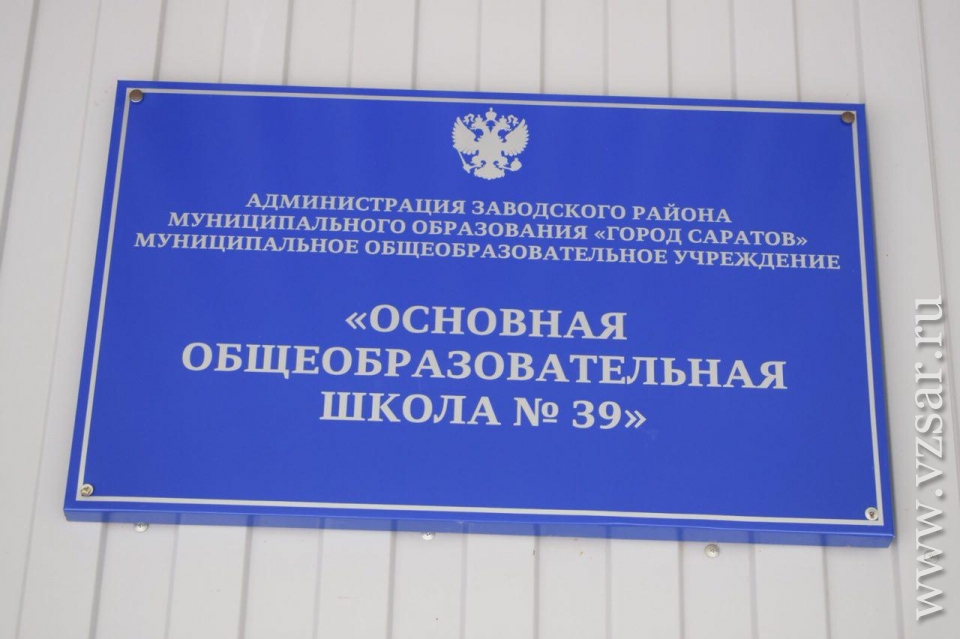 АДМИНИСТРАЦИЯ ЗАВОДСКОГО РАЙОНА
МУНИЦИПАЛЬНОГО ОБРАЗОВАНИЯ «ГОРОД САРАТОВ»
МУНИЦИПАЛЬНОЕ ОБЩЕОБРАЗОВАТЕЛЬНОЕ УЧРЕЖДЕНИЕ
«ОСНОВНАЯ
ОБЩЕОБРАЗОВАТЕЛЬНАЯ
ШКОЛА № 39»
www.vzsar.ru